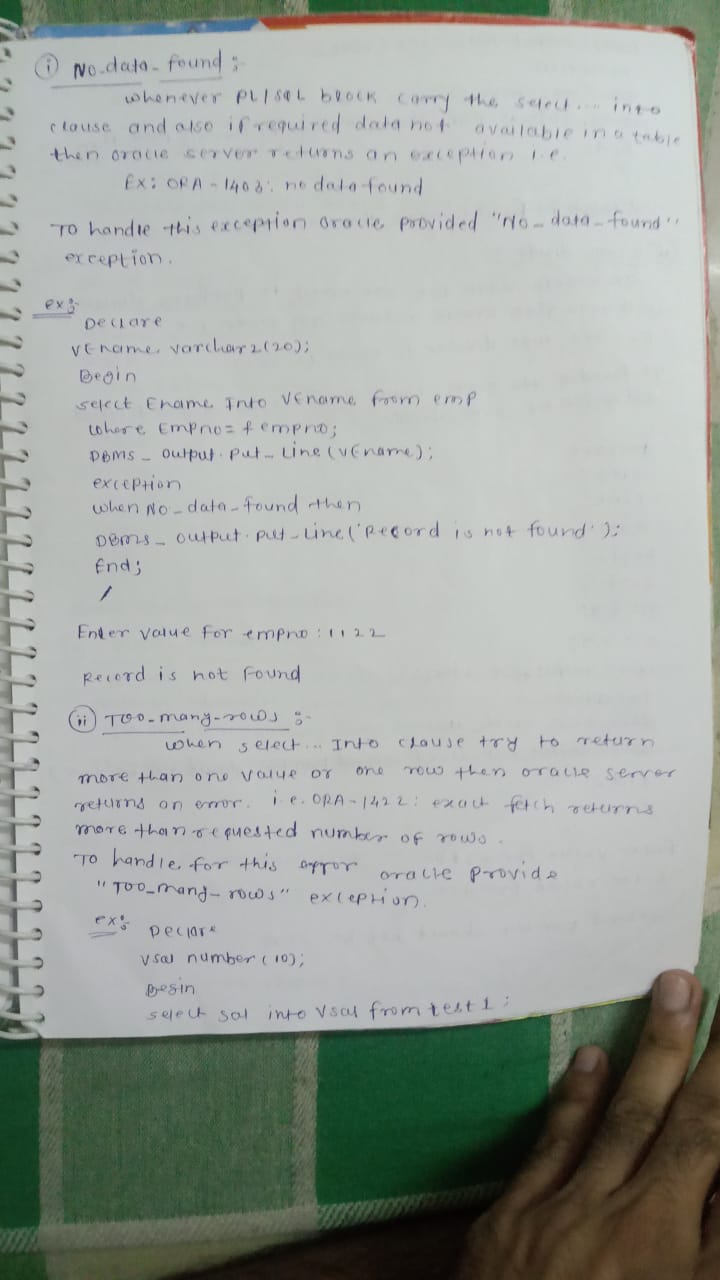 (i) No-data-found :-
whenever PL/SQL block carry the select.... into
clause and also if required data not available in a table
then oracle server returns an exception i.e.
Ex: ORA-1403: no data found
To handle this exception oracle provided "No-data-found"
exception.
ex:-
Declare
VEname varchar2(20);
Begin
select Ename Into VEname from emp
where Empno= & empno;
DBMS_output.put_Line(VEname);
exception
when No-data-found then
DBMS_output.put-Line('Record is not found');
End;
/
Enter value for empno:1122
Record is not found
(ii) Too-many-rows :-
when select... Into clause try to return
more than one value or one row then oracle server
returns an error. i.e. ORA-1422: exact fetch returns
more than requested number of rows.
To handle for this error oracle provide
"Too_many-rows" exception.
ex:-
Declare
vsal number(10);
Begin
select sal into Vsal from test1;